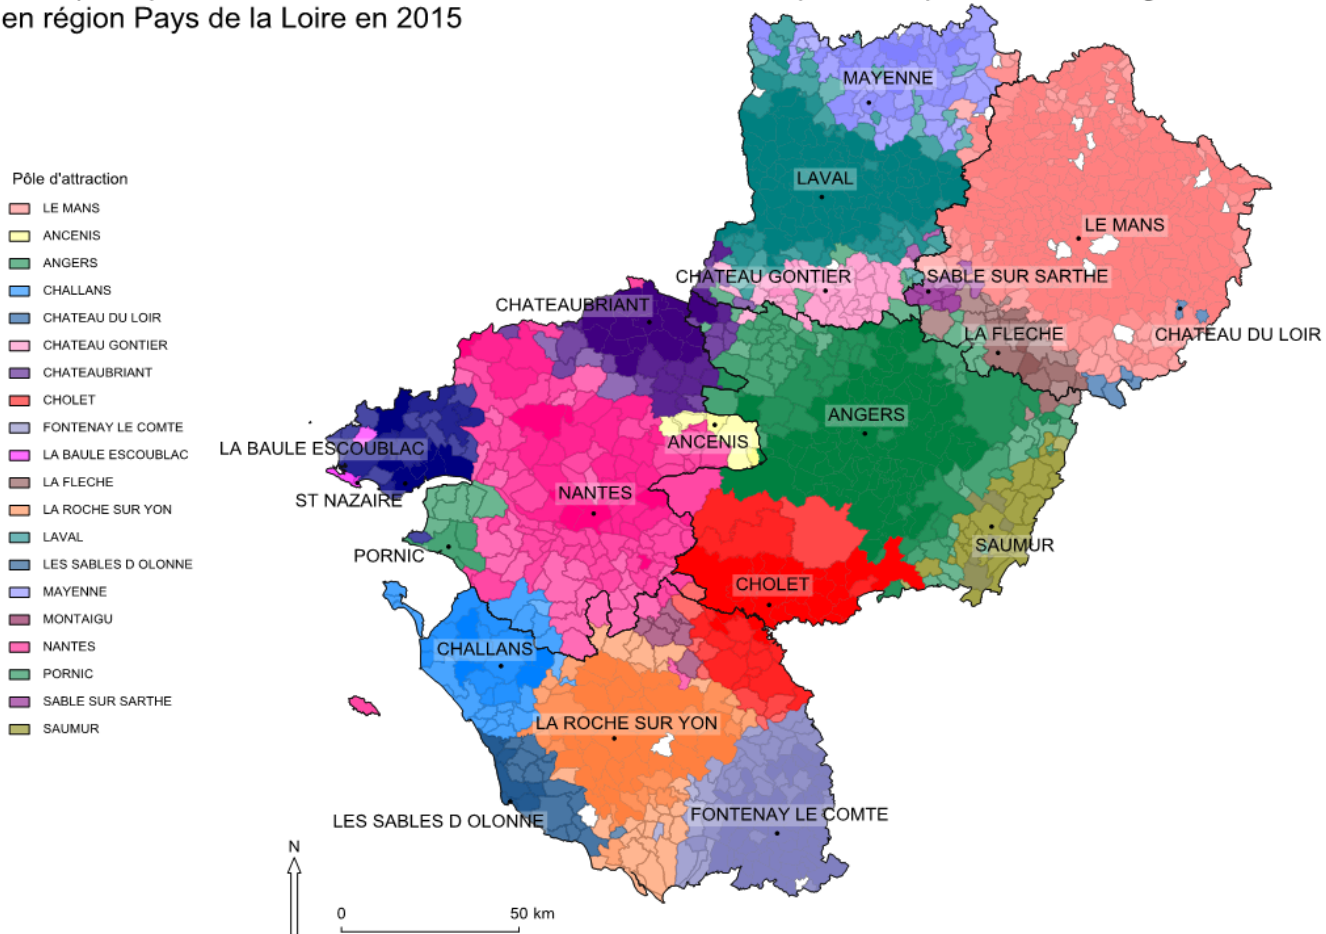 en région Pays de la Loire en 2015
Pôle d'attraction
LE MANS
ANCENIS
ANGERS
CHALLANS
CHATEAU DU LOIR
CHATEAU GONTIER
CHATEAUBRIANT
CHOLET
FONTENAY LE COMTE
LA BAULE ESCOUBLAC
LA FLECHE
LA ROCHE SUR YON
LAVAL
LES SABLES D OLONNE
MAYENNE
MONTAIGU
NANTES
PORNIC
SABLE SUR SARTHE
SAUMUR
MAYENNE
LAVAL
LE MANS
CHATEAU GONTIER
SABLE SUR SARTHE
CHATEAUBRIANT
LA FLECHE
CHATEAU DU LOIR
ANGERS
ANCENIS
LA BAULE ESCOUBLAC
NANTES
ST NAZAIRE
SAUMUR
PORNIC
CHOLET
CHALLANS
LA ROCHE SUR YON
FONTENAY LE COMTE
LES SABLES D OLONNE
N
0
50 km